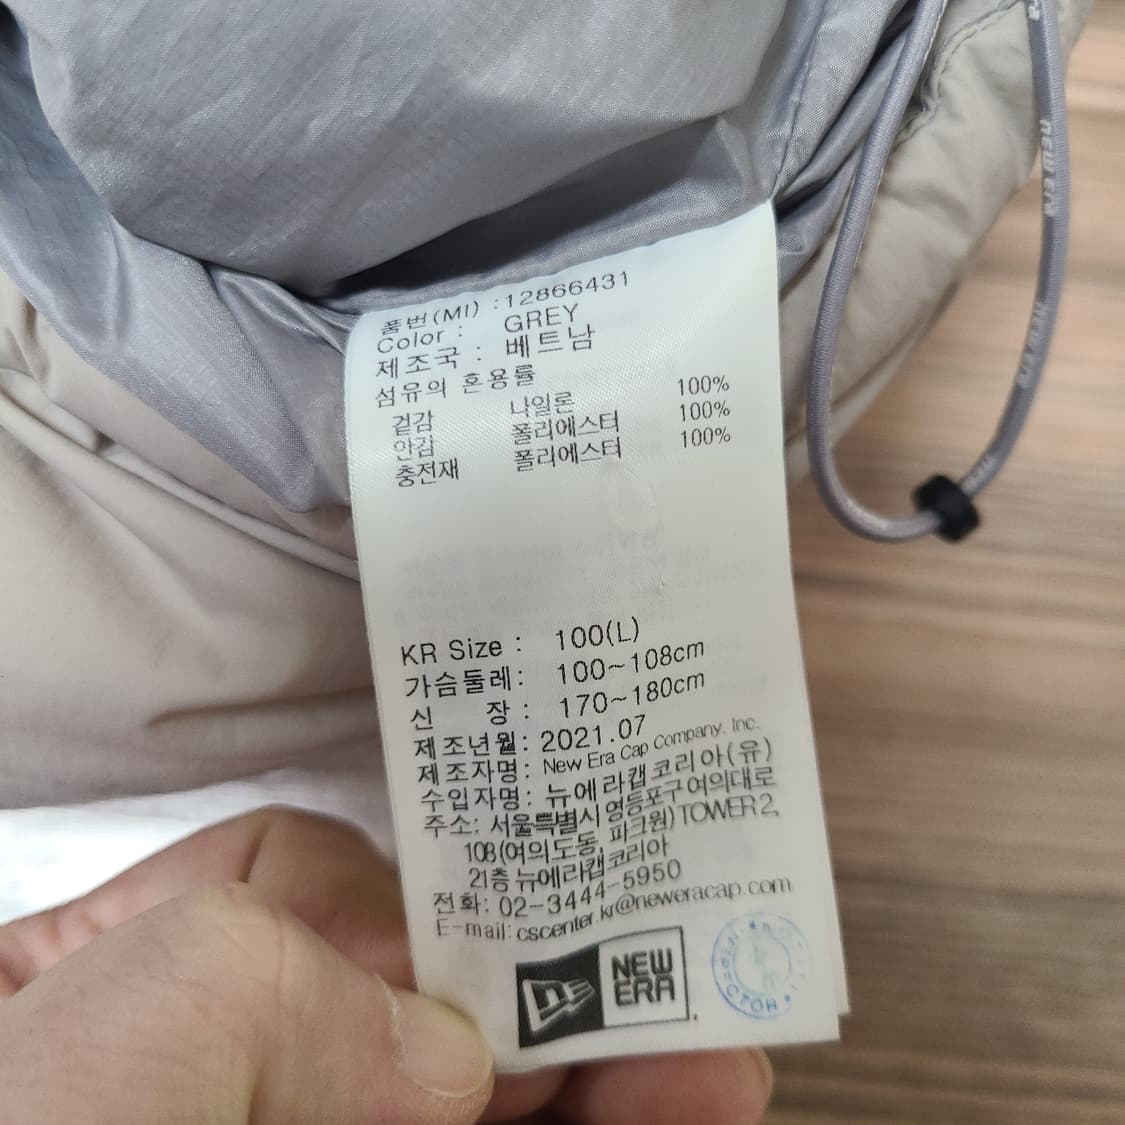 품번(MI) :12866431
Color : GREY
제조국 : 베트남
섬유의 혼용률
겉감 나일론 100%
안감 폴리에스터 100%
충전재 폴리에스터 100%
KR Size : 100(L)
가슴둘레: 100~108cm
신 장 : 170~180cm
제조년월: 2021.07
제조자명: New Era Cap Company. Inc.
수입자명: 뉴에라캡코리아(유)
주소: 서울특별시 영등포구 여의대로
108(여의도동, 파크원) TOWER 2,
21층 뉴에라캡코리아
전화: 02-3444-5950
E-mail: cscenter.kr@neweracap.com
NEW
ERA
NEW ERA